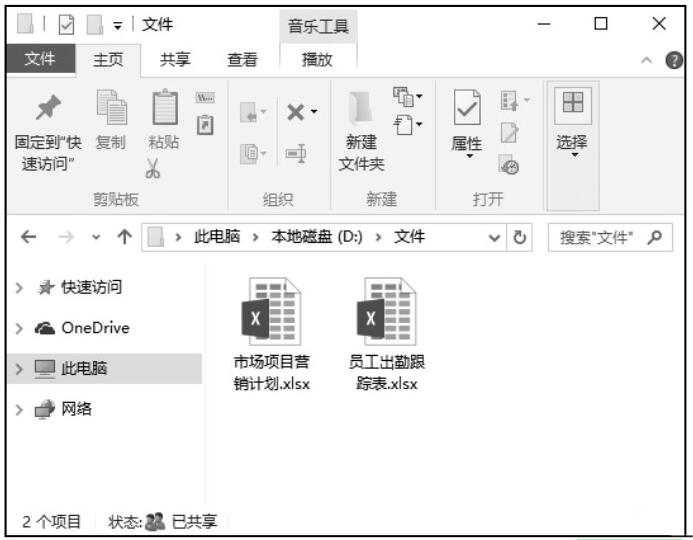 文件
音乐工具
文件 主页 共享 查看 播放
固定到"快
速访问"
复制
粘贴
新建
文件夹
属性
选择
剪贴板 组织 新建 打开
此电脑 本地磁盘 (D:) 文件
搜索"文件"
快速访问
OneDrive
此电脑
网络
市场项目营
销计划.xlsx
员工出勤跟
踪表.xlsx
2 个项目 状态: 已共享